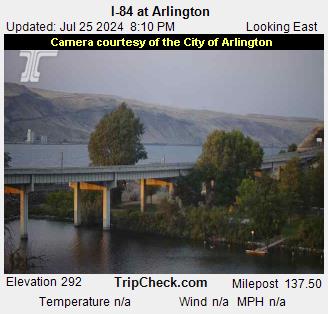 I-84 at Arlington
Updated: Jul 25 2024 8:10 PM Looking East
Camera courtesy of the City of Arlington
Elevation 292 TripCheck.com Milepost 137.50
Temperature n/a Wind n/a MPH n/a